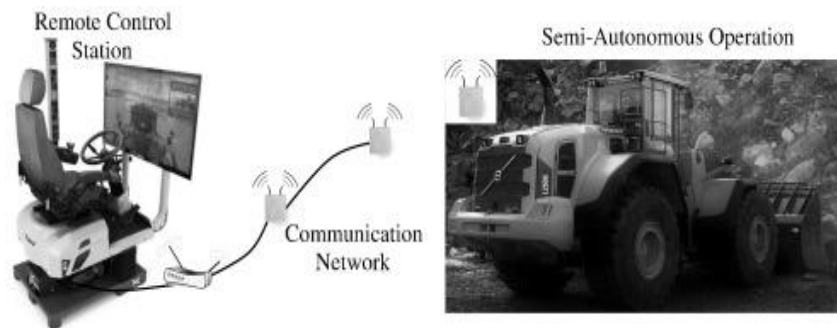 Remote Control
Station
Semi-Autonomous Operation
Communication
Network